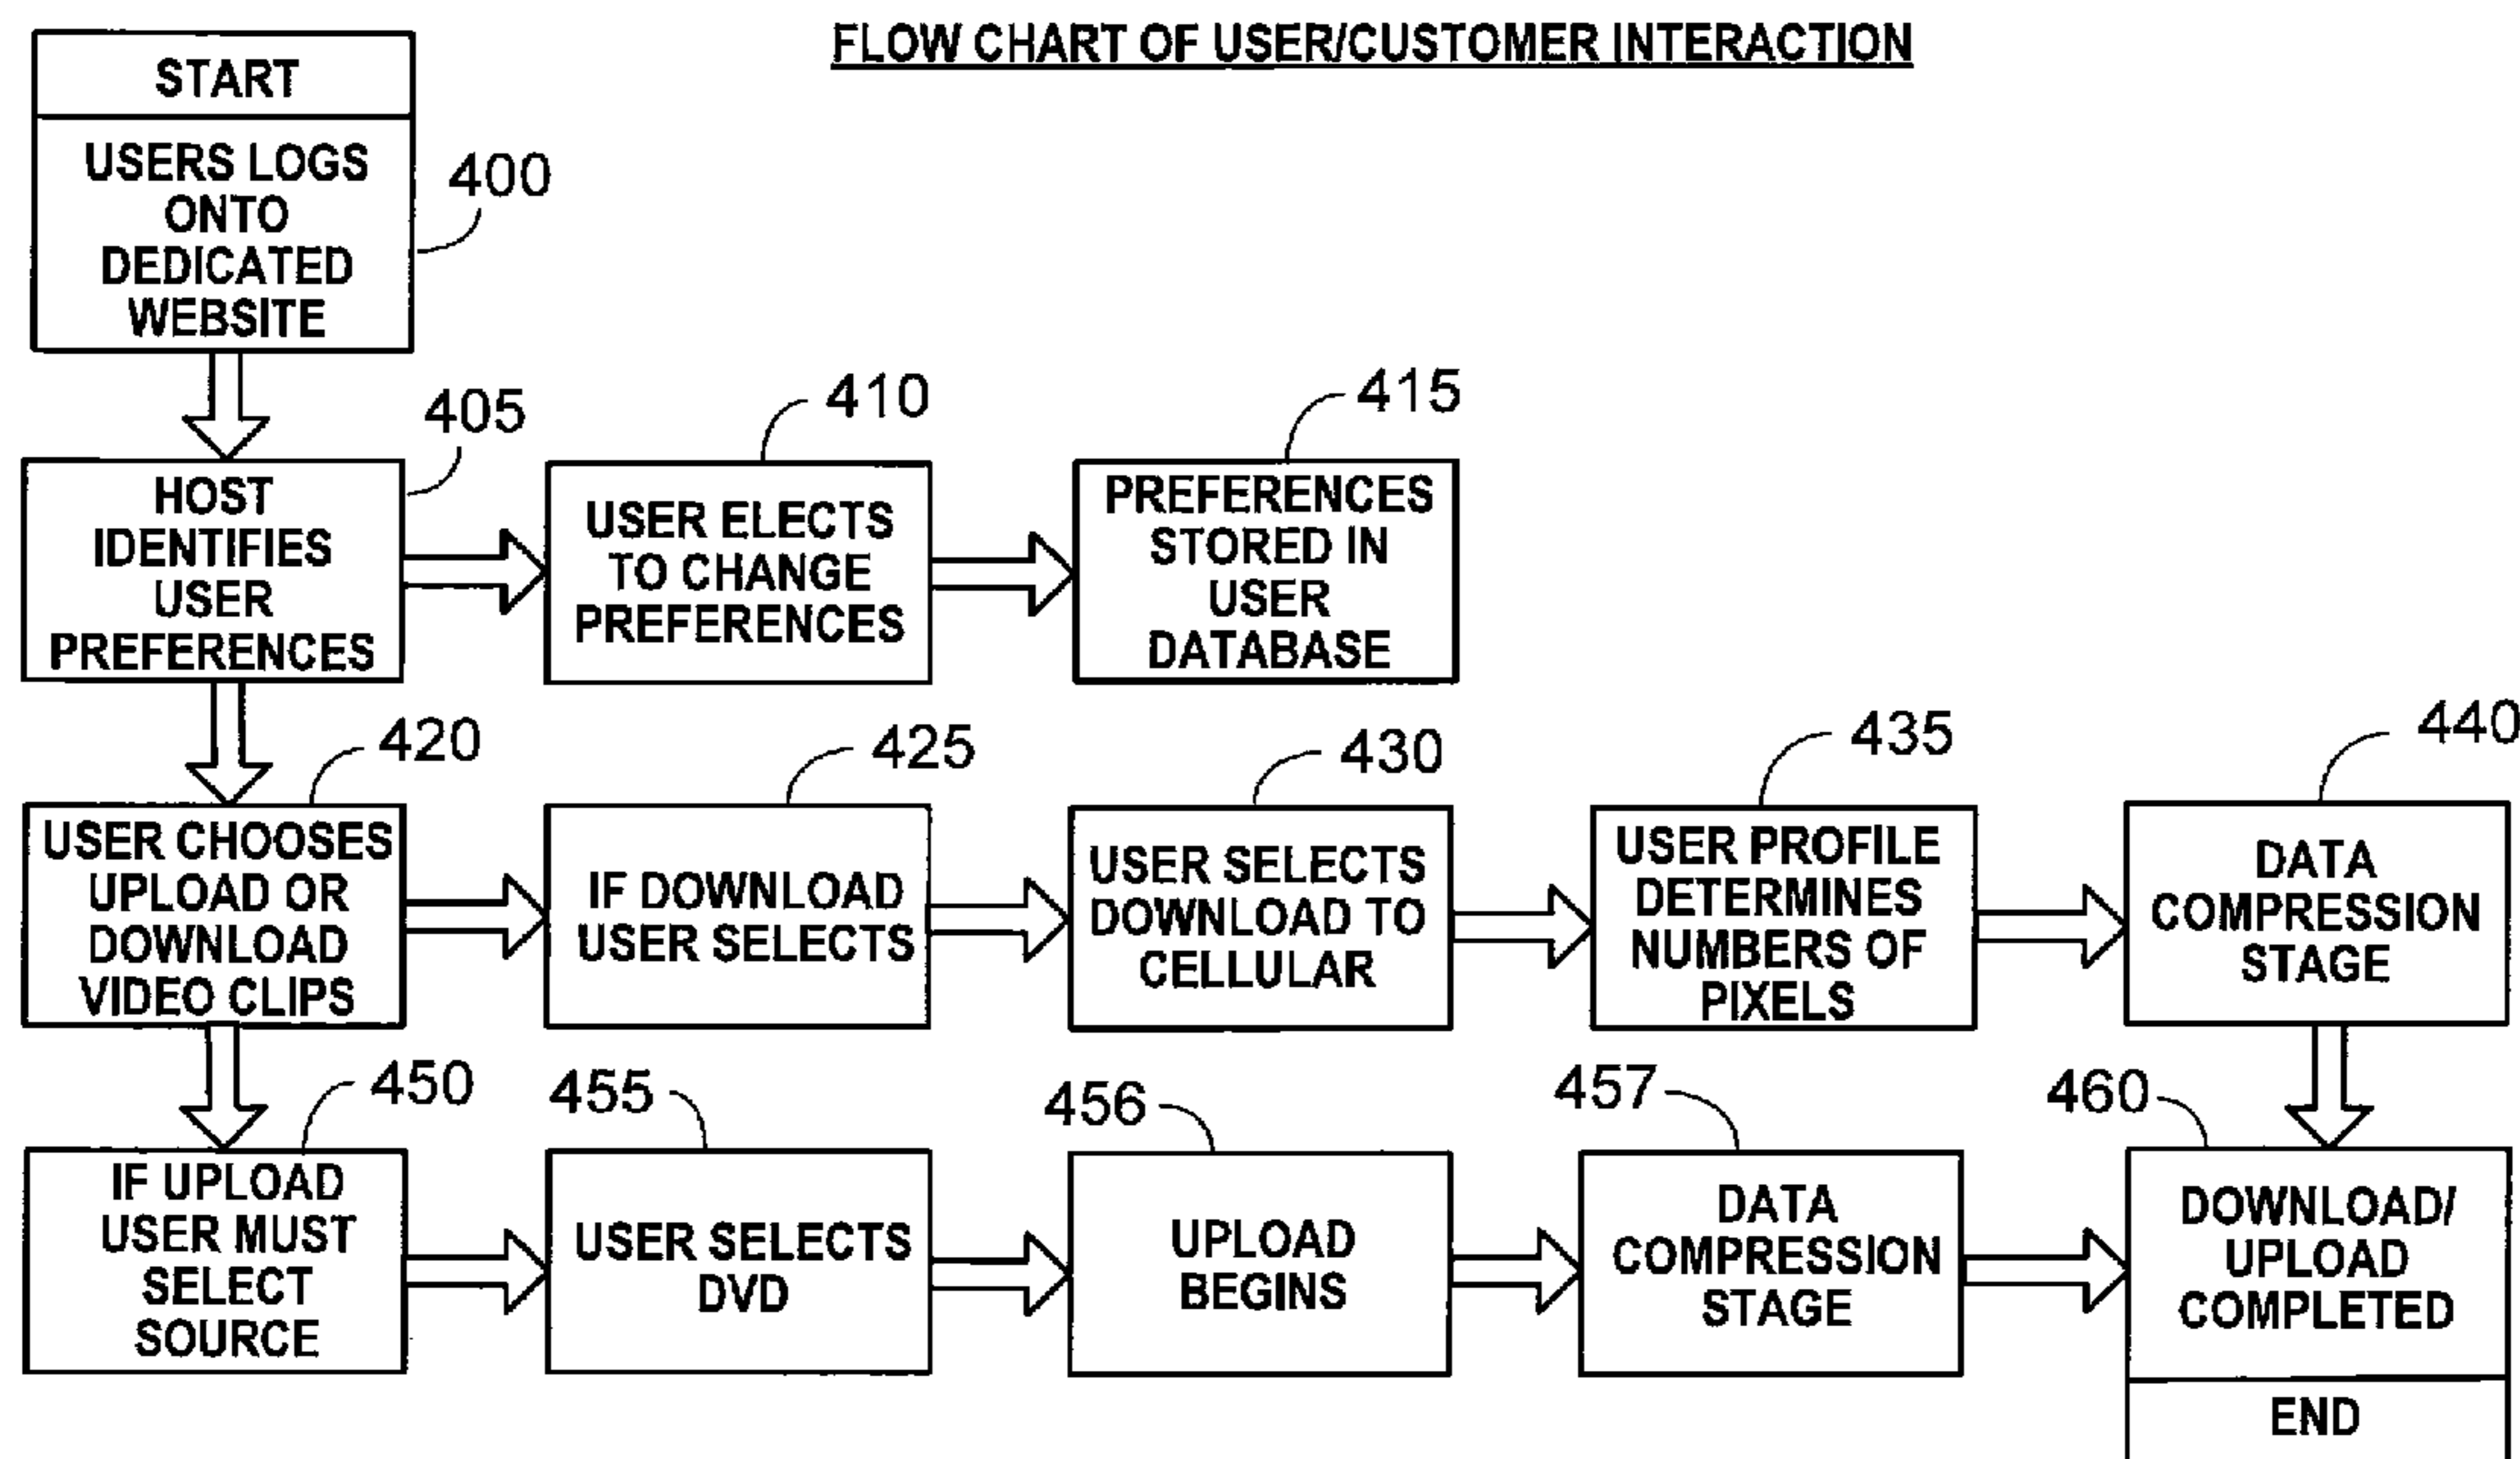 FLOW CHART OF USER/CUSTOMER INTERACTION
START
USERS LOGS
ONTO
DEDICATED
WEBSITE
400
405
HOST
IDENTIFIES
USER
PREFERENCES
410
USER ELECTS
TO CHANGE
PREFERENCES
415
PREFERENCES
STORED IN
USER
DATABASE
420
USER CHOOSES
UPLOAD OR
DOWNLOAD
VIDEO CLIPS
425
IF DOWNLOAD
USER SELECTS
430
USER SELECTS
DOWNLOAD TO
CELLULAR
435
USER PROFILE
DETERMINES
NUMBERS OF
PIXELS
440
DATA
COMPRESSION
STAGE
450
IF UPLOAD
USER MUST
SELECT
SOURCE
455
USER SELECTS
DVD
456
UPLOAD
BEGINS
457
DATA
COMPRESSION
STAGE
460
DOWNLOAD/
UPLOAD
COMPLETED
END